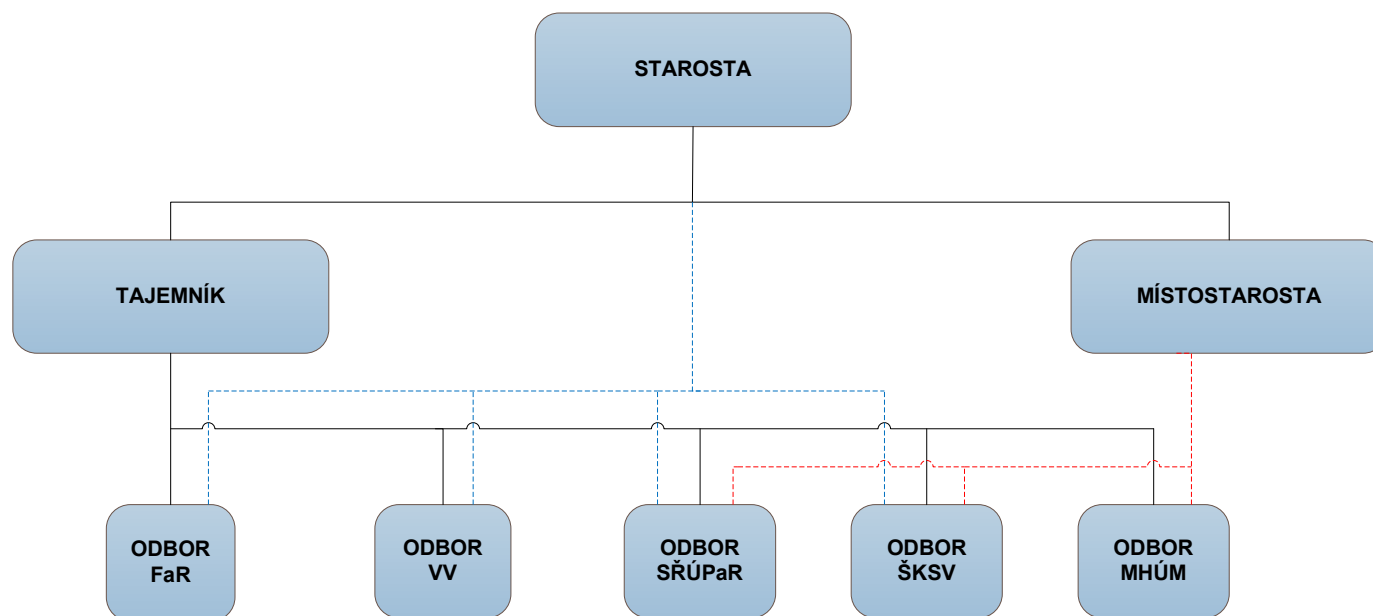 STAROSTA
TAJEMNÍK
MÍSTOSTAROSTA
ODBOR
FaR
ODBOR
VV
ODBOR
SŘÚPaR
ODBOR
ŠKSV
ODBOR
MHÚM